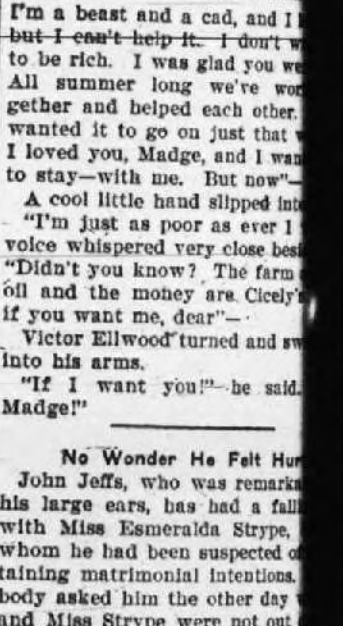 I'm a beast and a cad, and I
but I can't help it. I don't w
to be rich. I was glad you we
All summer long we've wor
gether and helped each other.
wanted it to go on just that
I loved you, Madge, and I wan
to stay—with me. But now"—
A cool little hand slipped int
"I'm just as poor as ever I
voice whispered very close besi
"Didn't you know? The farm
oil and the money are Cicely's
if you want me, dear"—
Victor Ellwood turned and sw
into his arms.
"If I want you!"—he said.
Madge!"
No Wonder He Felt Hur
John Jeffs, who was remarka
his large ears, has had a fall
with Miss Esmeralda Strype,
whom he had been suspected o
taining matrimonial intentions.
body asked him the other day
and Miss Strype were not out